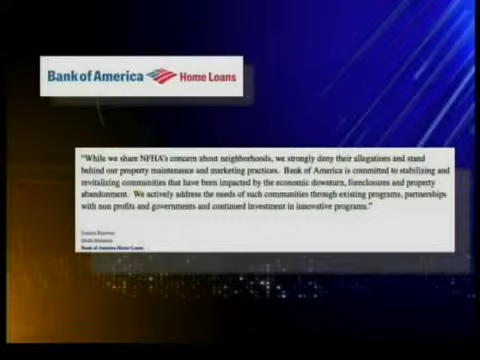 Bank of America Home Loans
"While we share NFHA's concern about neighborhoods, we strongly deny their allegations and stand
behind our property maintenance and marketing practices. Bank of America is committed to stabilizing and
revitalizing communities that have been impacted by the economic downturn, foreclosures and property
abandonment. We actively address the needs of such communities through existing programs, partnerships
with non profits and governments and continued investment in innovative programs."
Media Relations
Bank of America Home Loans